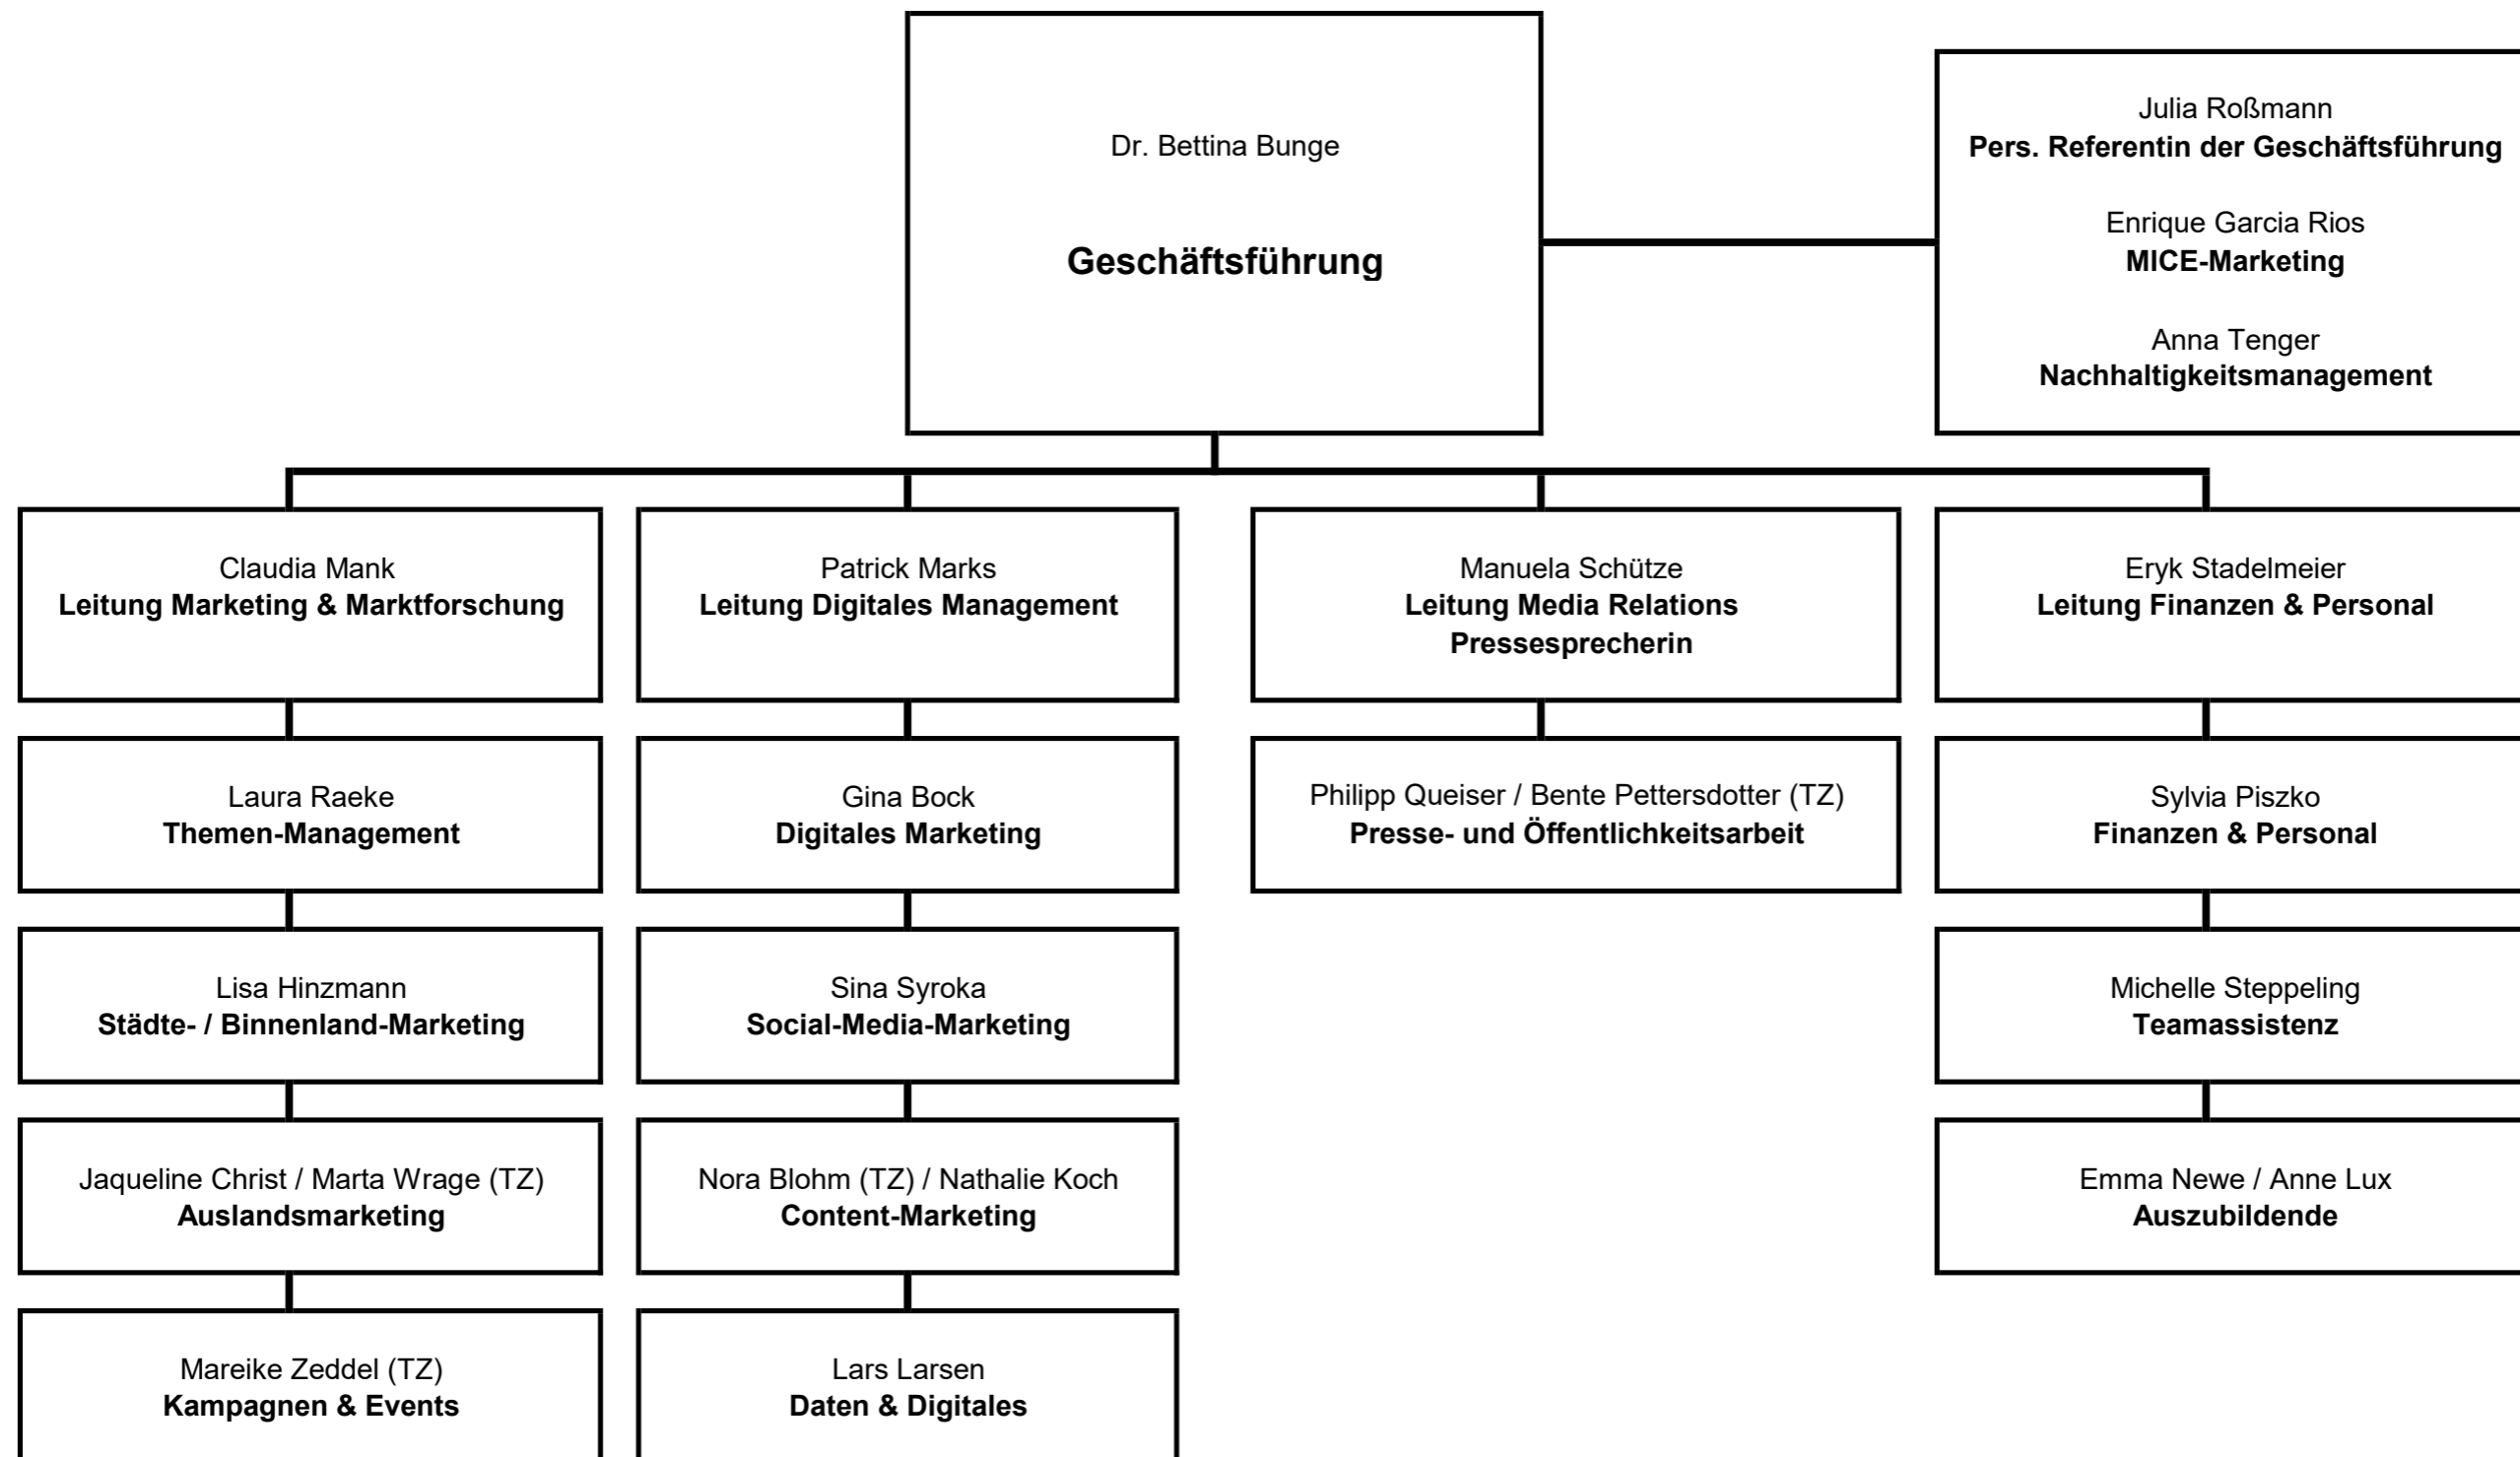 Dr. Bettina Bunge
Geschäftsführung
Julia Roßmann
Pers. Referentin der Geschäftsführung
Enrique Garcia Rios
MICE-Marketing
Anna Tenger
Nachhaltigkeitsmanagement
Claudia Mank
Leitung Marketing & Marktforschung
Patrick Marks
Leitung Digitales Management
Manuela Schütze
Leitung Media Relations
Pressesprecherin
Eryk Stadelmeier
Leitung Finanzen & Personal
Laura Raeke
Themen-Management
Gina Bock
Digitales Marketing
Philipp Queiser / Bente Pettersdotter (TZ)
Presse- und Öffentlichkeitsarbeit
Sylvia Piszko
Finanzen & Personal
Lisa Hinzmann
Städte- / Binnenland-Marketing
Sina Syroka
Social-Media-Marketing
Michelle Steppeling
Teamassistenz
Jaqueline Christ / Marta Wrage (TZ)
Auslandsmarketing
Nora Blohm (TZ) / Nathalie Koch
Content-Marketing
Emma Newe / Anne Lux
Auszubildende
Mareike Zeddel (TZ)
Kampagnen & Events
Lars Larsen
Daten & Digitales